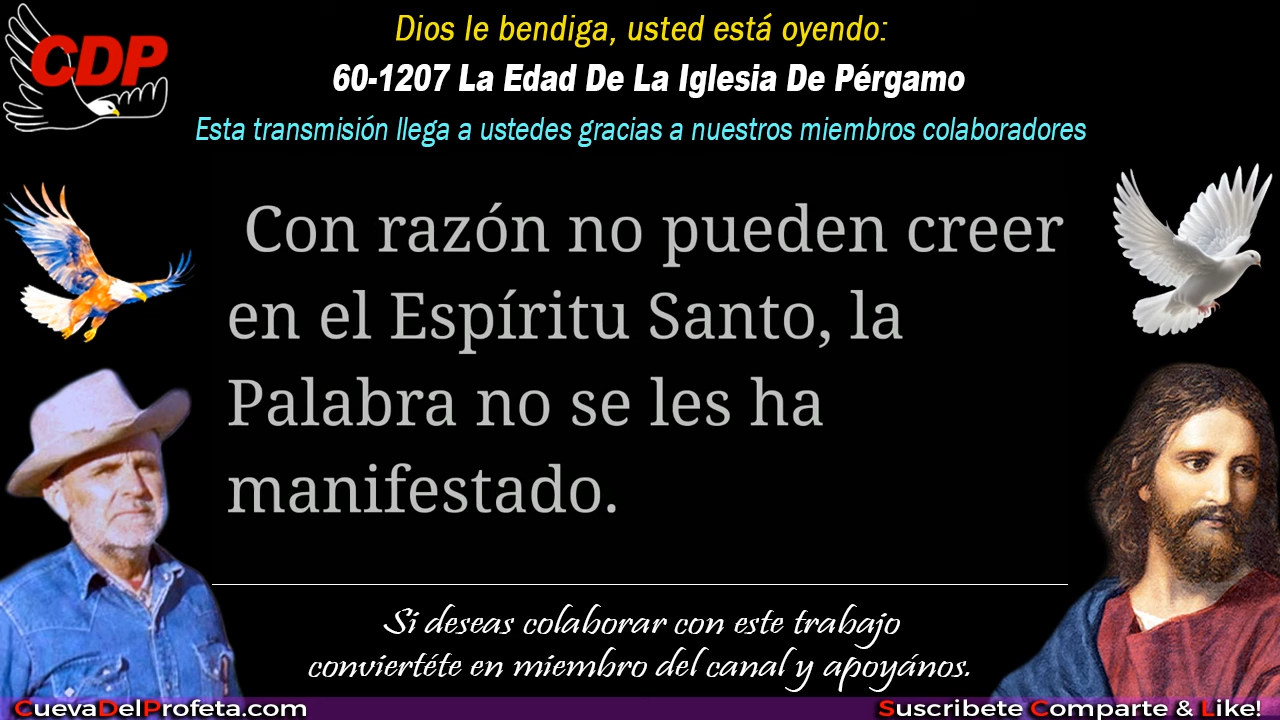 CDP
Dios le bendiga, usted está oyendo:
60-1207 La Edad De La Iglesia De Pérgamo
Esta transmisión llega a ustedes gracias a nuestros miembros colaboradores
Con razón no pueden creer
en el Espíritu Santo, la
Palabra no se les ha
manifestado.
Si deseas colaborar con este trabajo
conviertéte en miembro del canal y apoyános.
CuevaDelProfeta.com
Suscribete Comparte & Like!